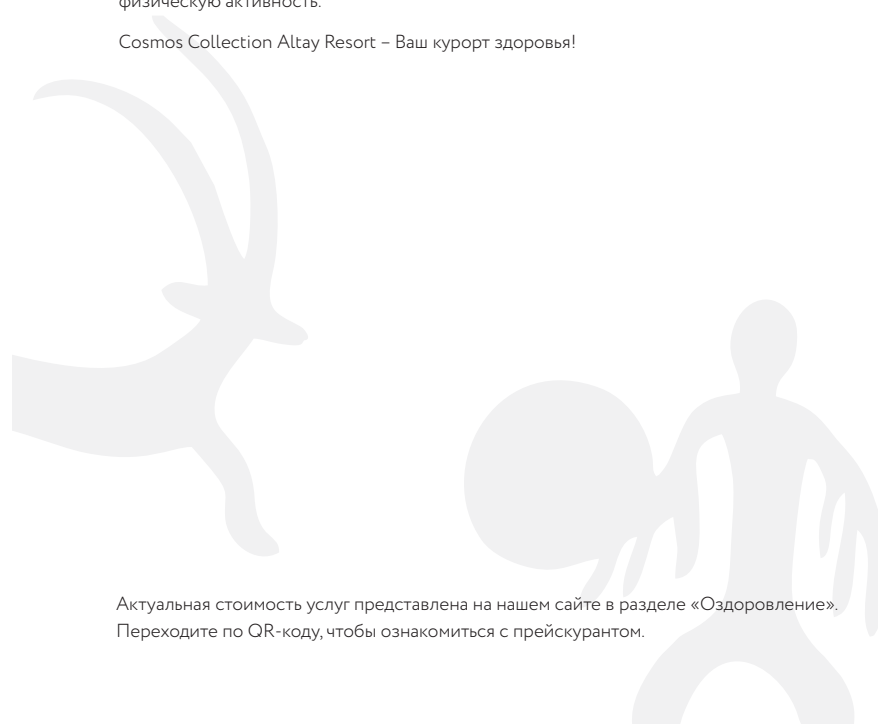 физическую активность.
Cosmos Collection Altay Resort – Ваш курорт здоровья!
Актуальная стоимость услуг представлена на нашем сайте в разделе «Оздоровление».
Переходите по QR-коду, чтобы ознакомиться с прейскурантом.